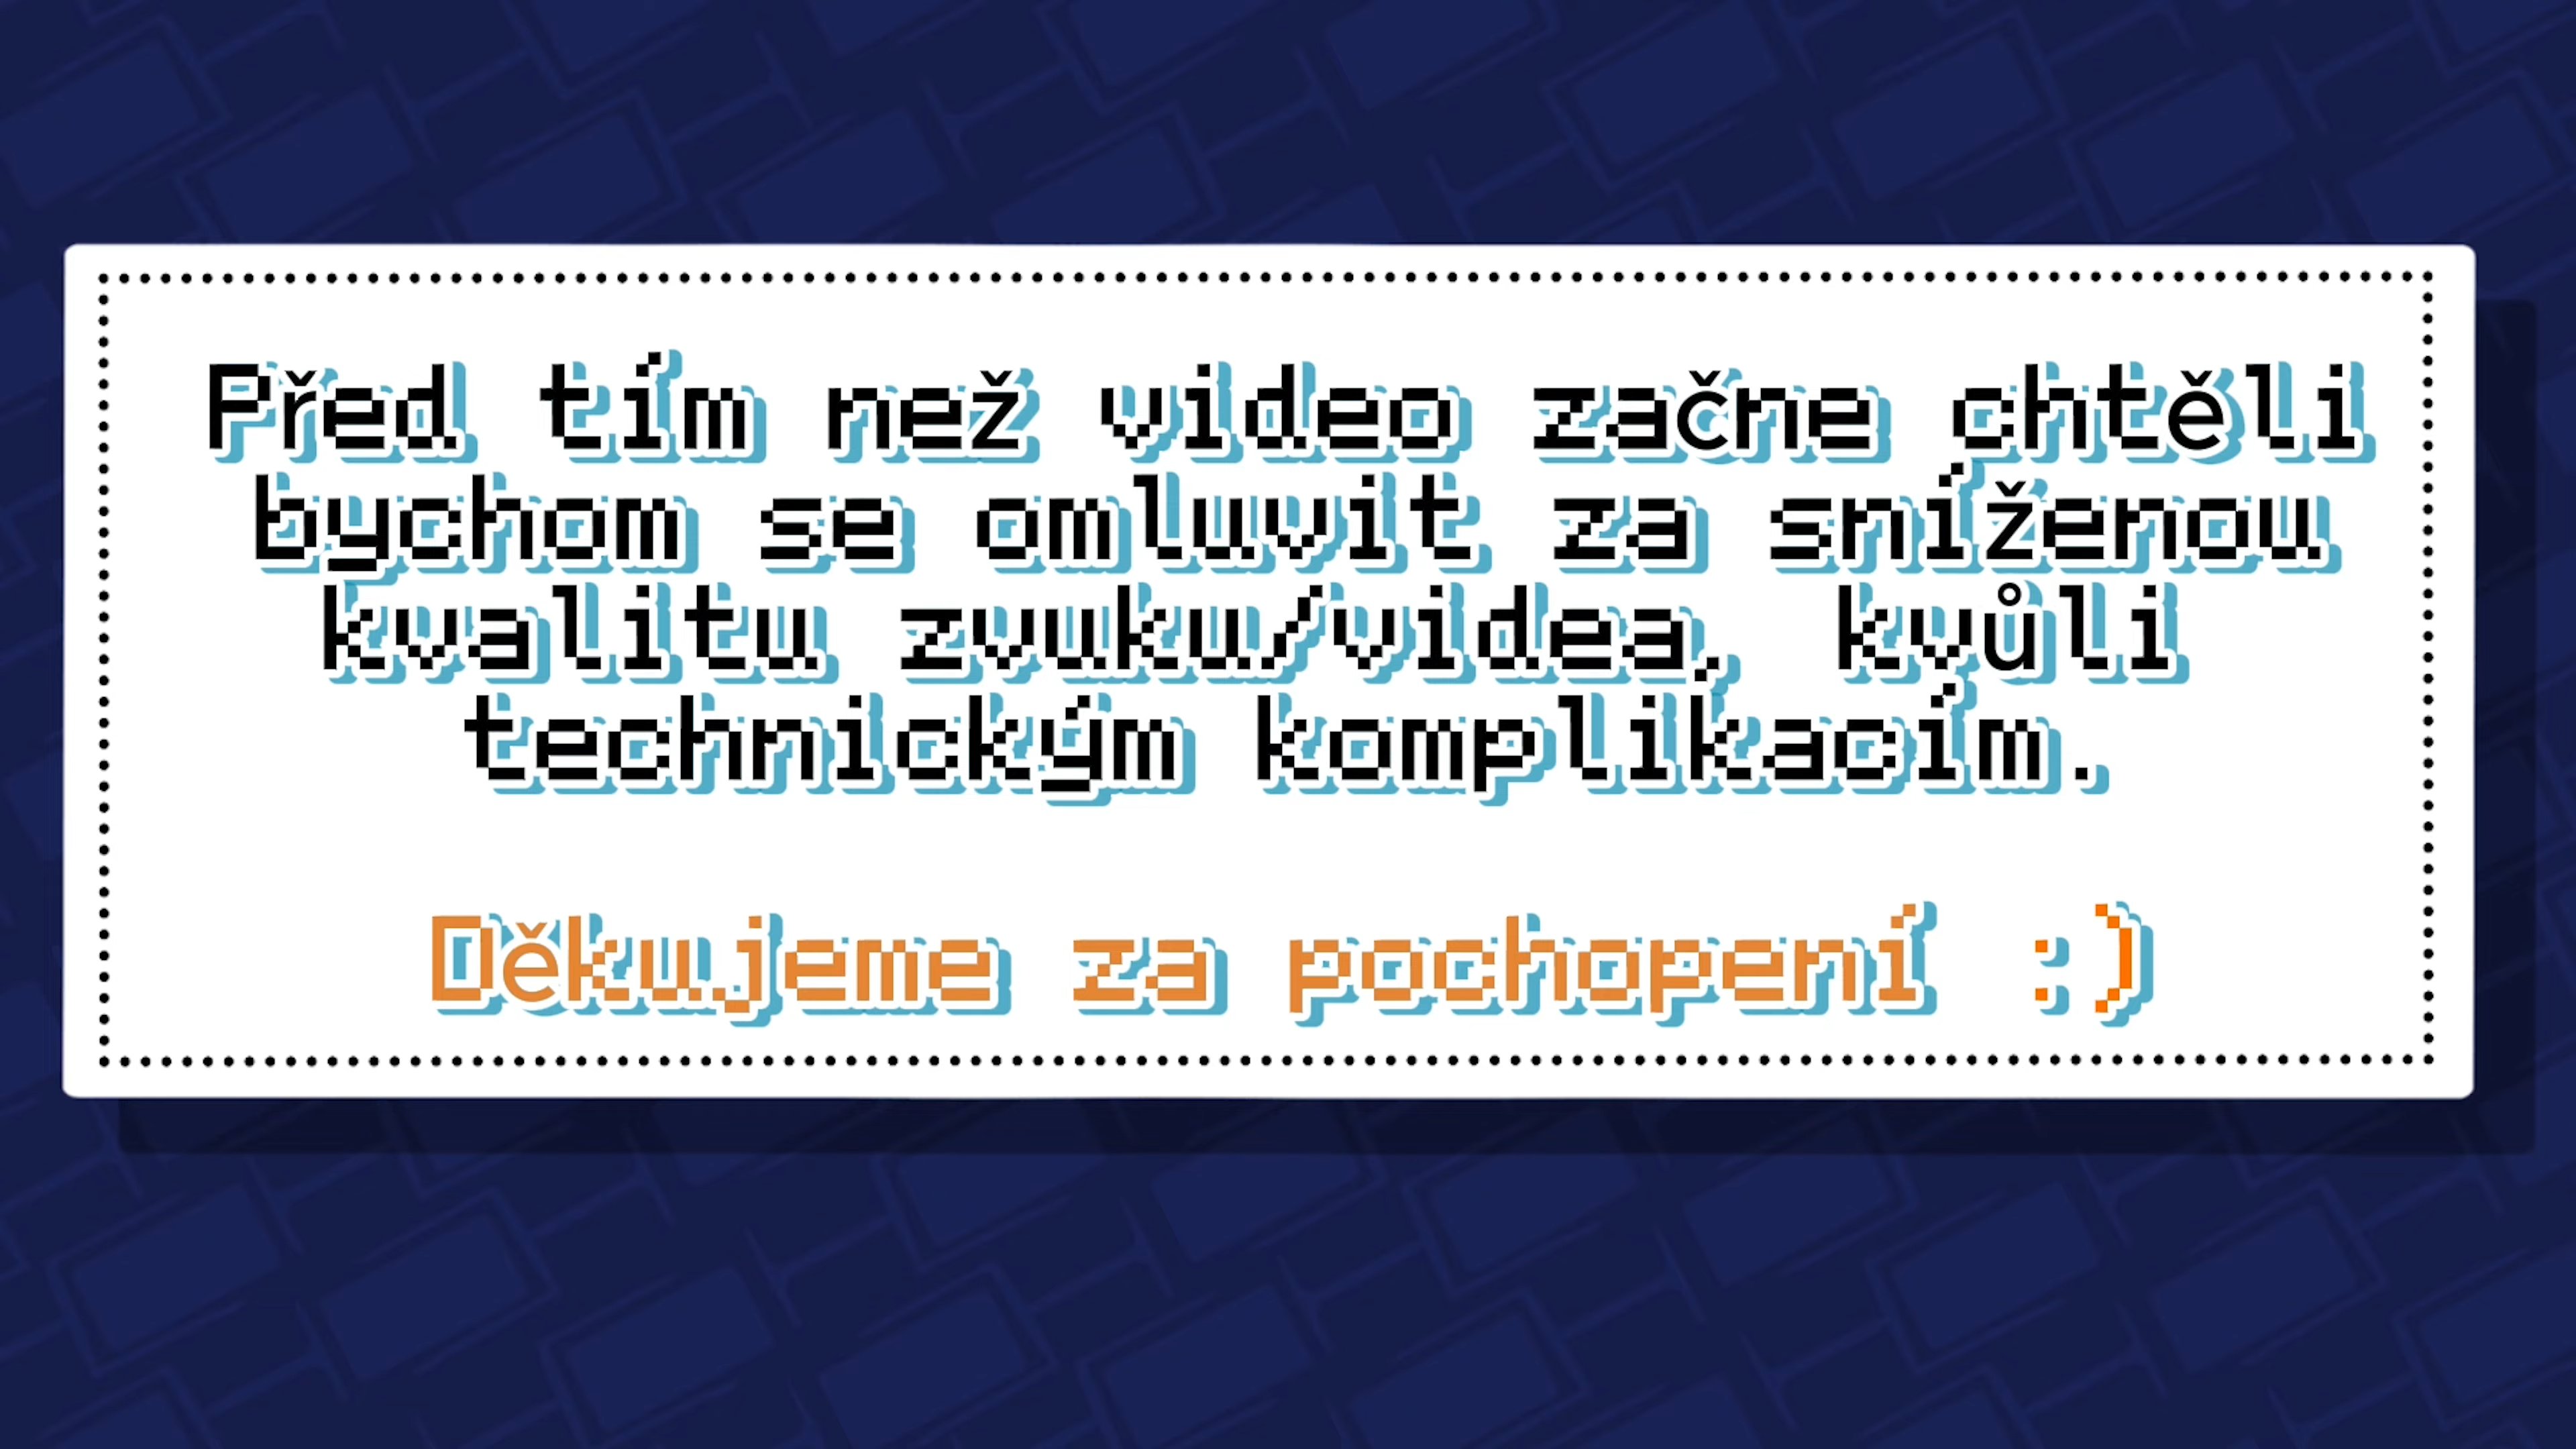 Před tím než video začne chtěli
bychom se omluvit za sníženou
kvalitu zvuku/videa, kvůli
technickým komplikacím.
Děkujeme za pochopení :)